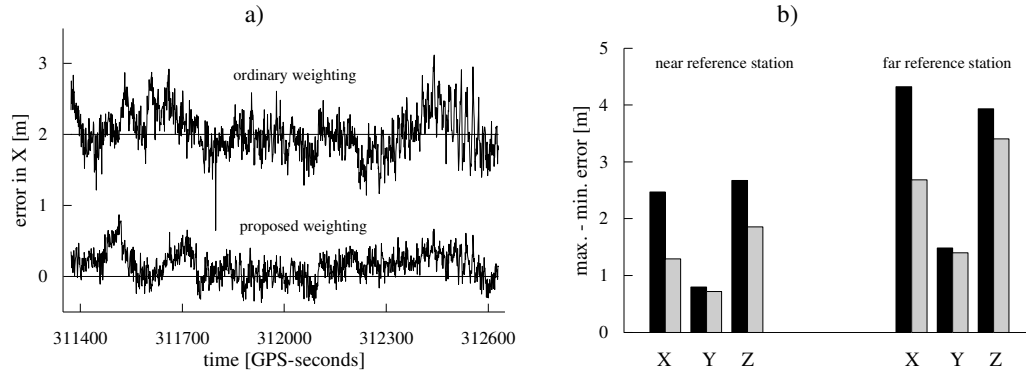 a)
error in X [m]
3
2
1
0
ordinary weighting
proposed weighting
311400 311700 312000 312300 312600
time [GPS-seconds]
b)
max. - min. error [m]
5
4
3
2
1
0
near reference station
far reference station
X Y Z X Y Z